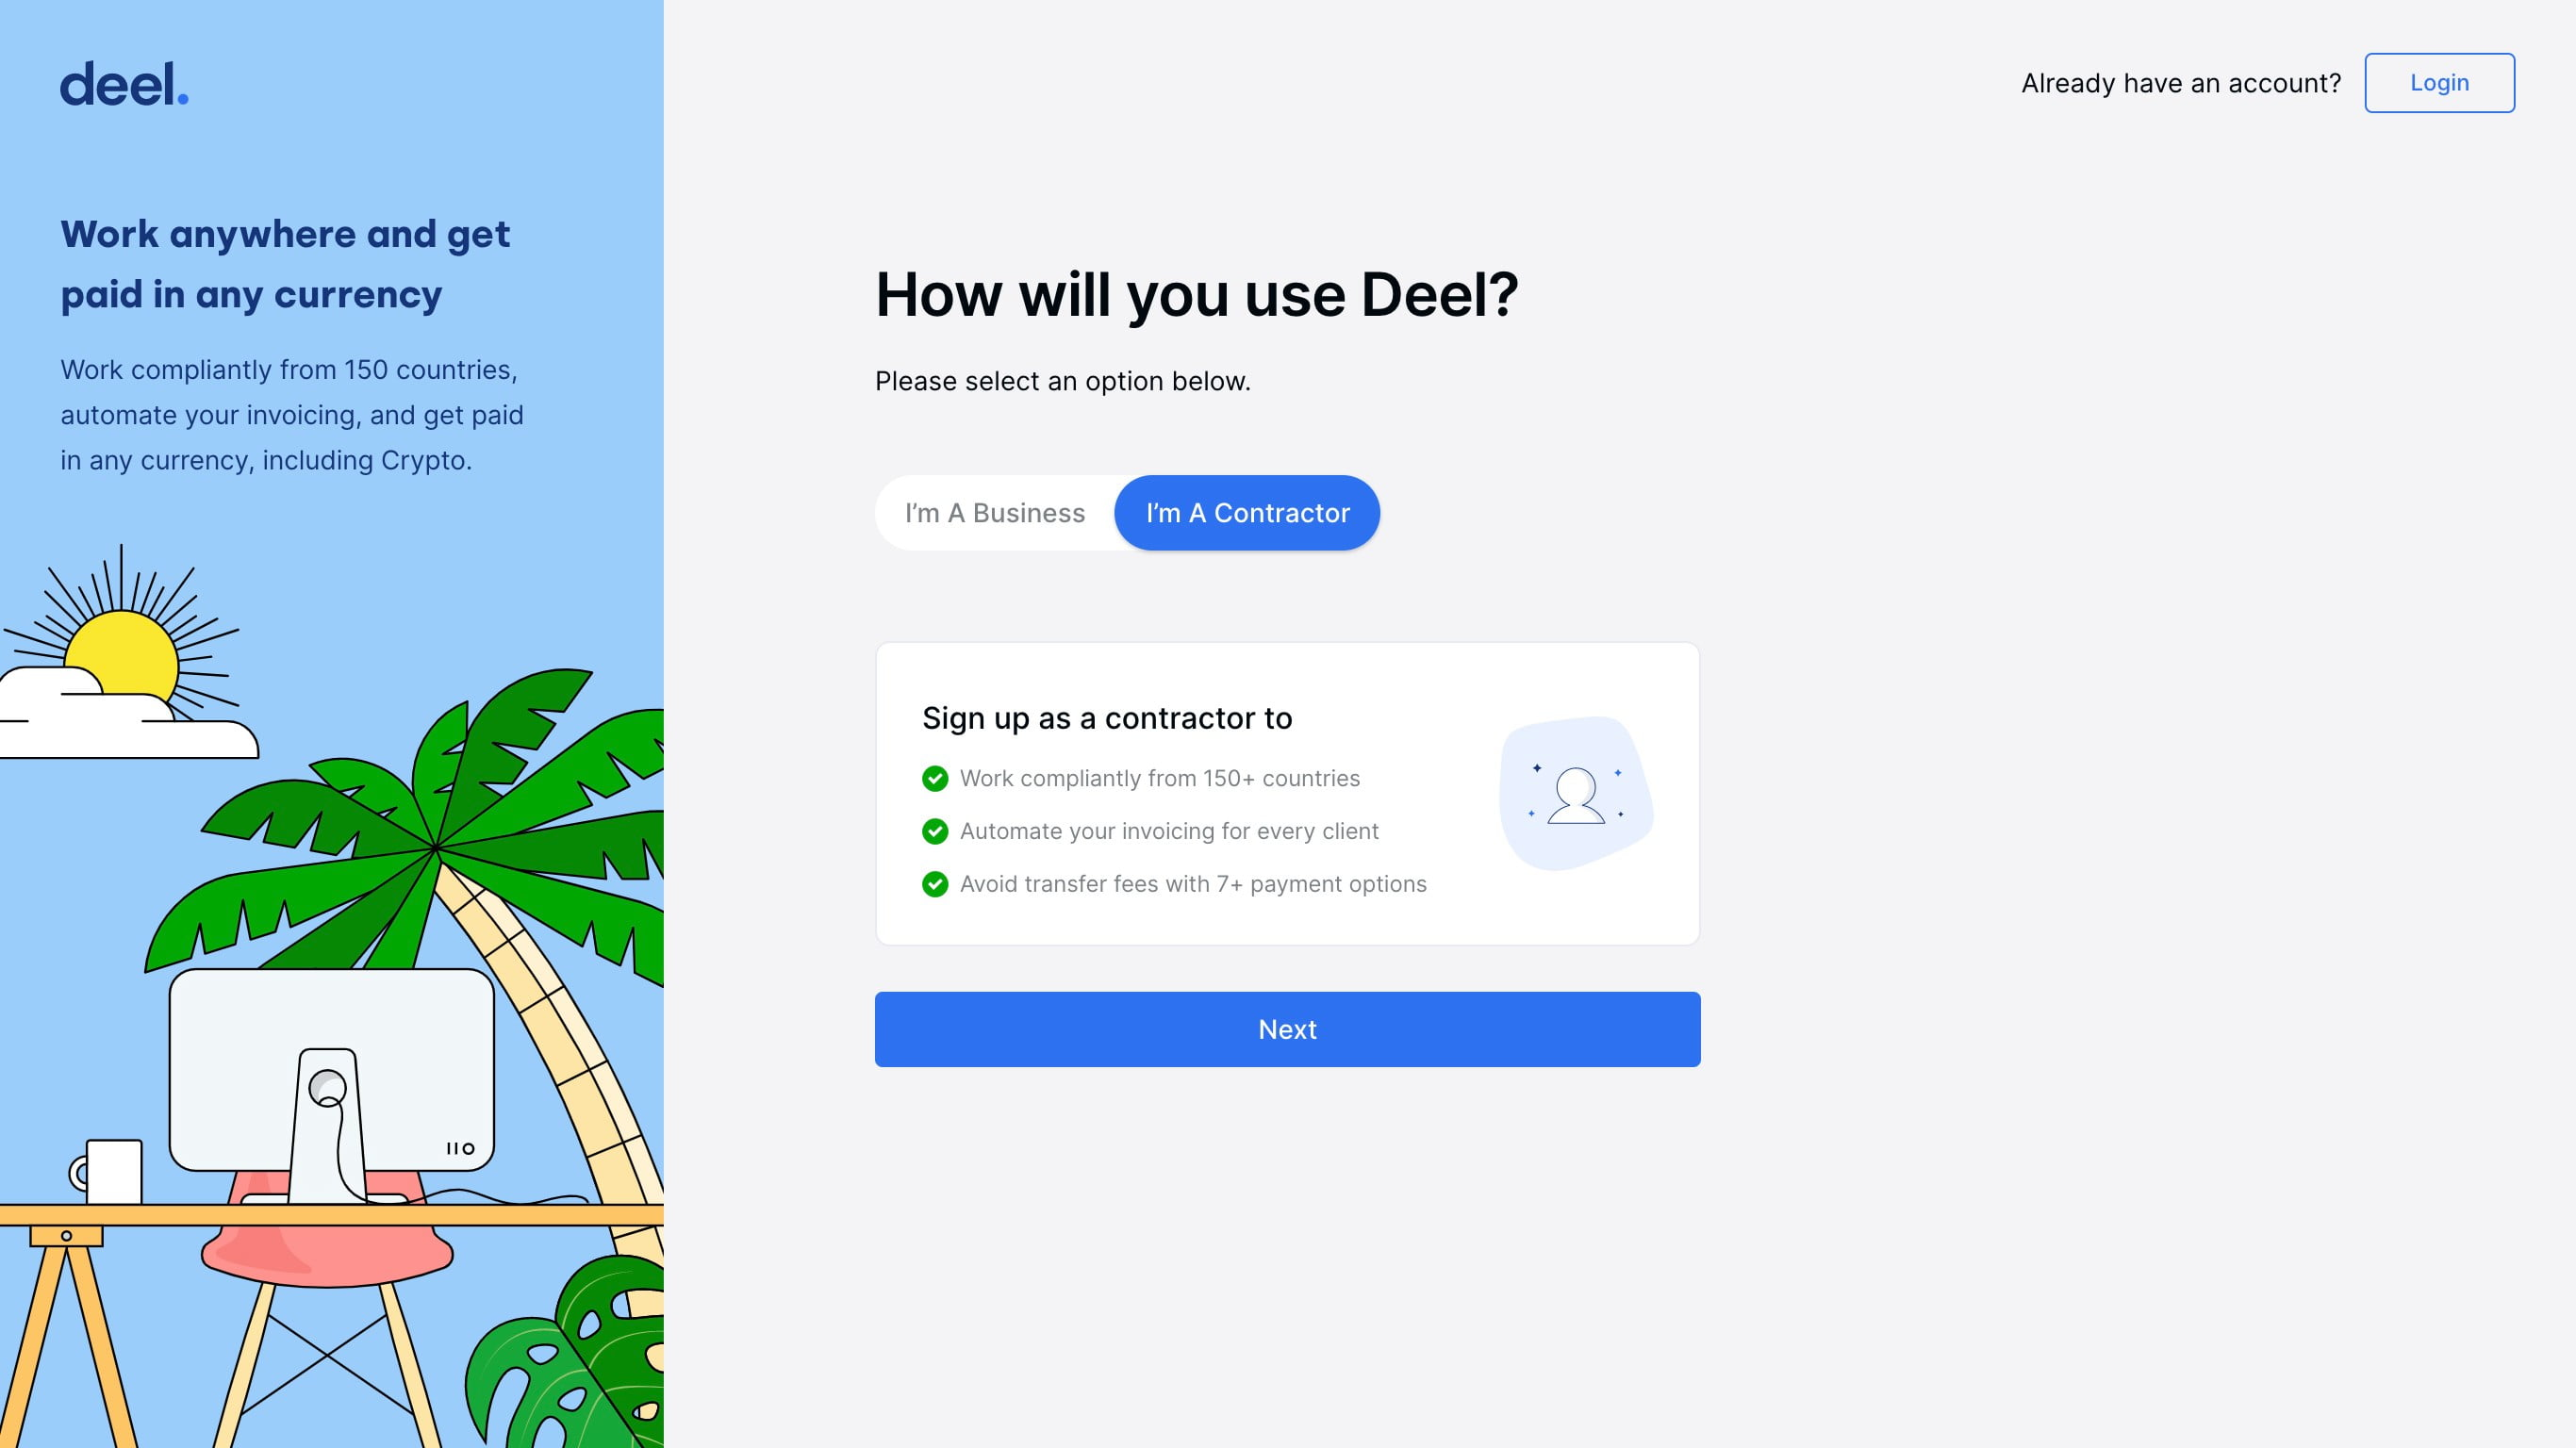 deel.
Work anywhere and get
paid in any currency
Work compliantly from 150 countries,
automate your invoicing, and get paid
in any currency, including Crypto.
Already have an account?
Login
How will you use Deel?
Please select an option below.
I’m A Business
I’m A Contractor
Sign up as a contractor to
Work compliantly from 150+ countries
Automate your invoicing for every client
Avoid transfer fees with 7+ payment options
Next